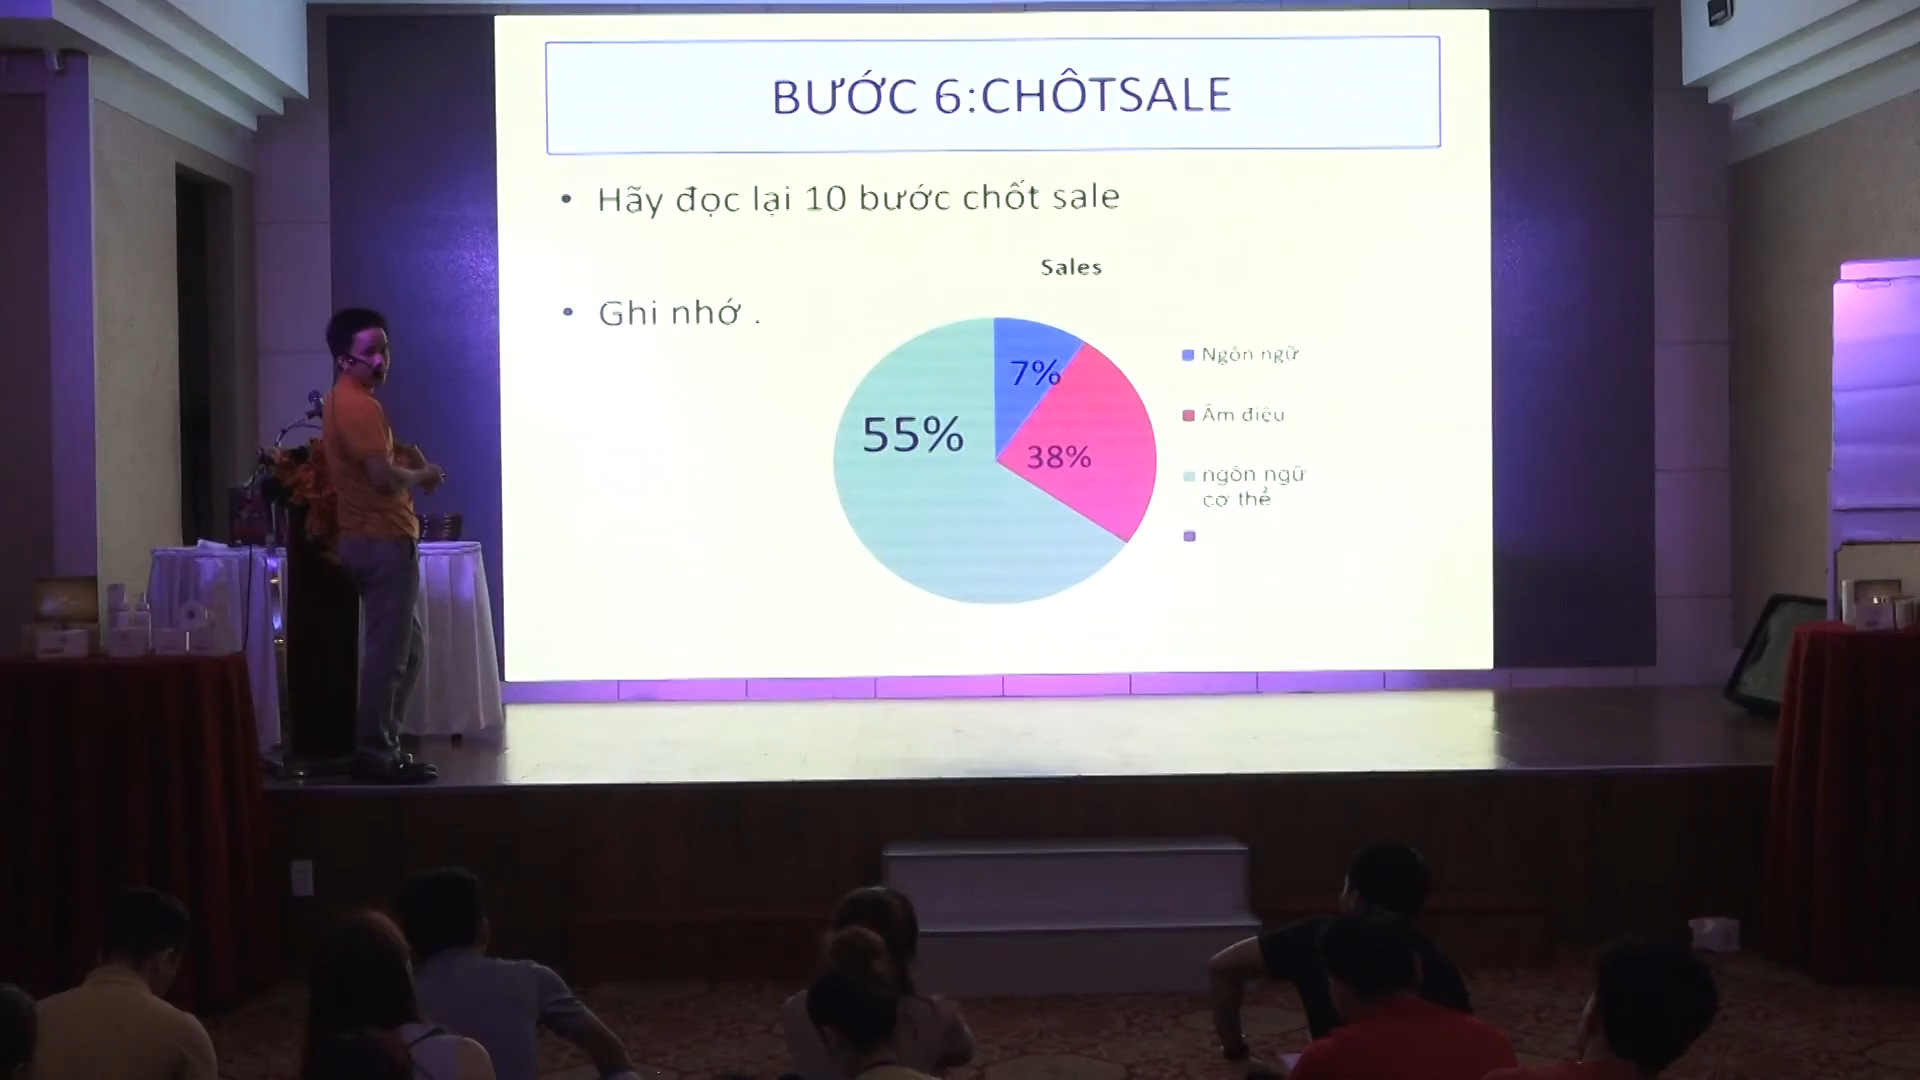 BƯỚC 6:CHÔTSALE
• Hãy đọc lại 10 bước chốt sale
Sales
• Ghi nhớ .
7%
55%
38%
Ngôn ngữ
Âm điệu
ngôn ngữ
cơ thể